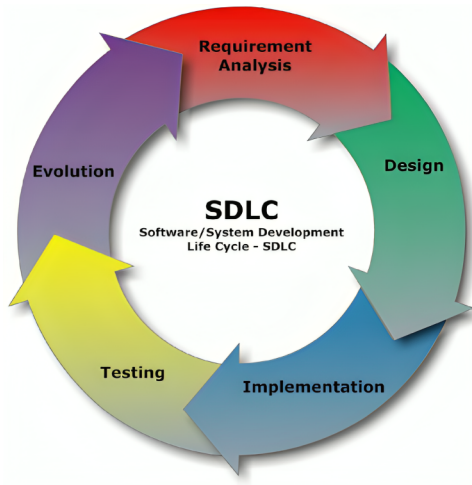 Requirement
Analysis
Design
Implementation
Testing
Evolution
SDLC
Software/System Development
Life Cycle - SDLC